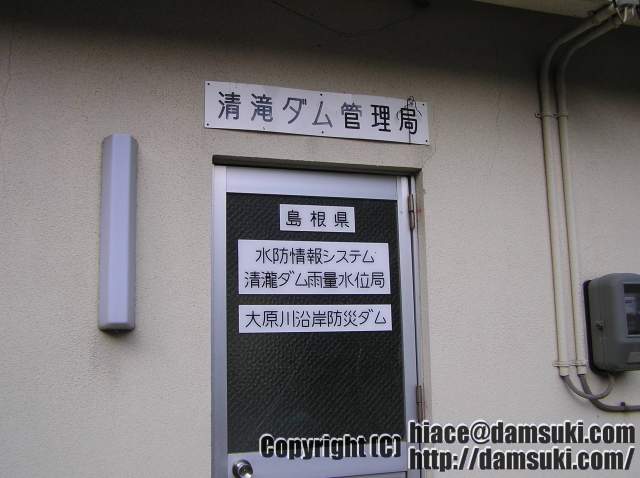 清滝ダム管理局
島根県
水防情報システム
清瀧ダム雨量水位局
大原川沿岸防災ダム
Copyright (C) hiace@damsuki.com
http://damsuki.com/